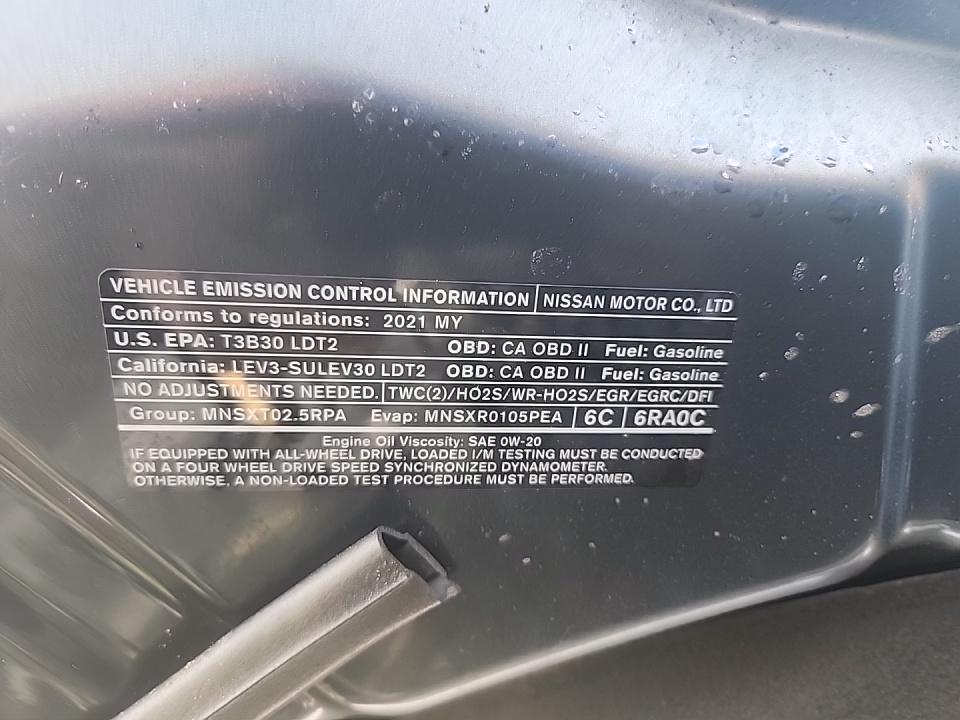 VEHICLE EMISSION CONTROL INFORMATION NISSAN MOTOR CO., LTD
Conforms to regulations: 2021 MY
U.S. EPA: T3B30 LDT2 OBD: CA OBD II Fuel: Gasoline
California: LEV3-SULEV30 LDT2 OBD: CA OBD II Fuel: Gasoline
NO ADJUSTMENTS NEEDED. TWC(2)/HO2S/WR-HO2S/EGR/EGRC/DFI
Group: MNSXT02.5RPA Evap: MNSXR0105PEA 6C 6RA0C
Engine Oil Viscosity: SAE 0W-20
IF EQUIPPED WITH ALL-WHEEL DRIVE, LOADED I/M TESTING MUST BE CONDUCTED
ON A FOUR WHEEL DRIVE SPEED SYNCHRONIZED DYNAMOMETER.
OTHERWISE, A NON-LOADED TEST PROCEDURE MUST BE PERFORMED.